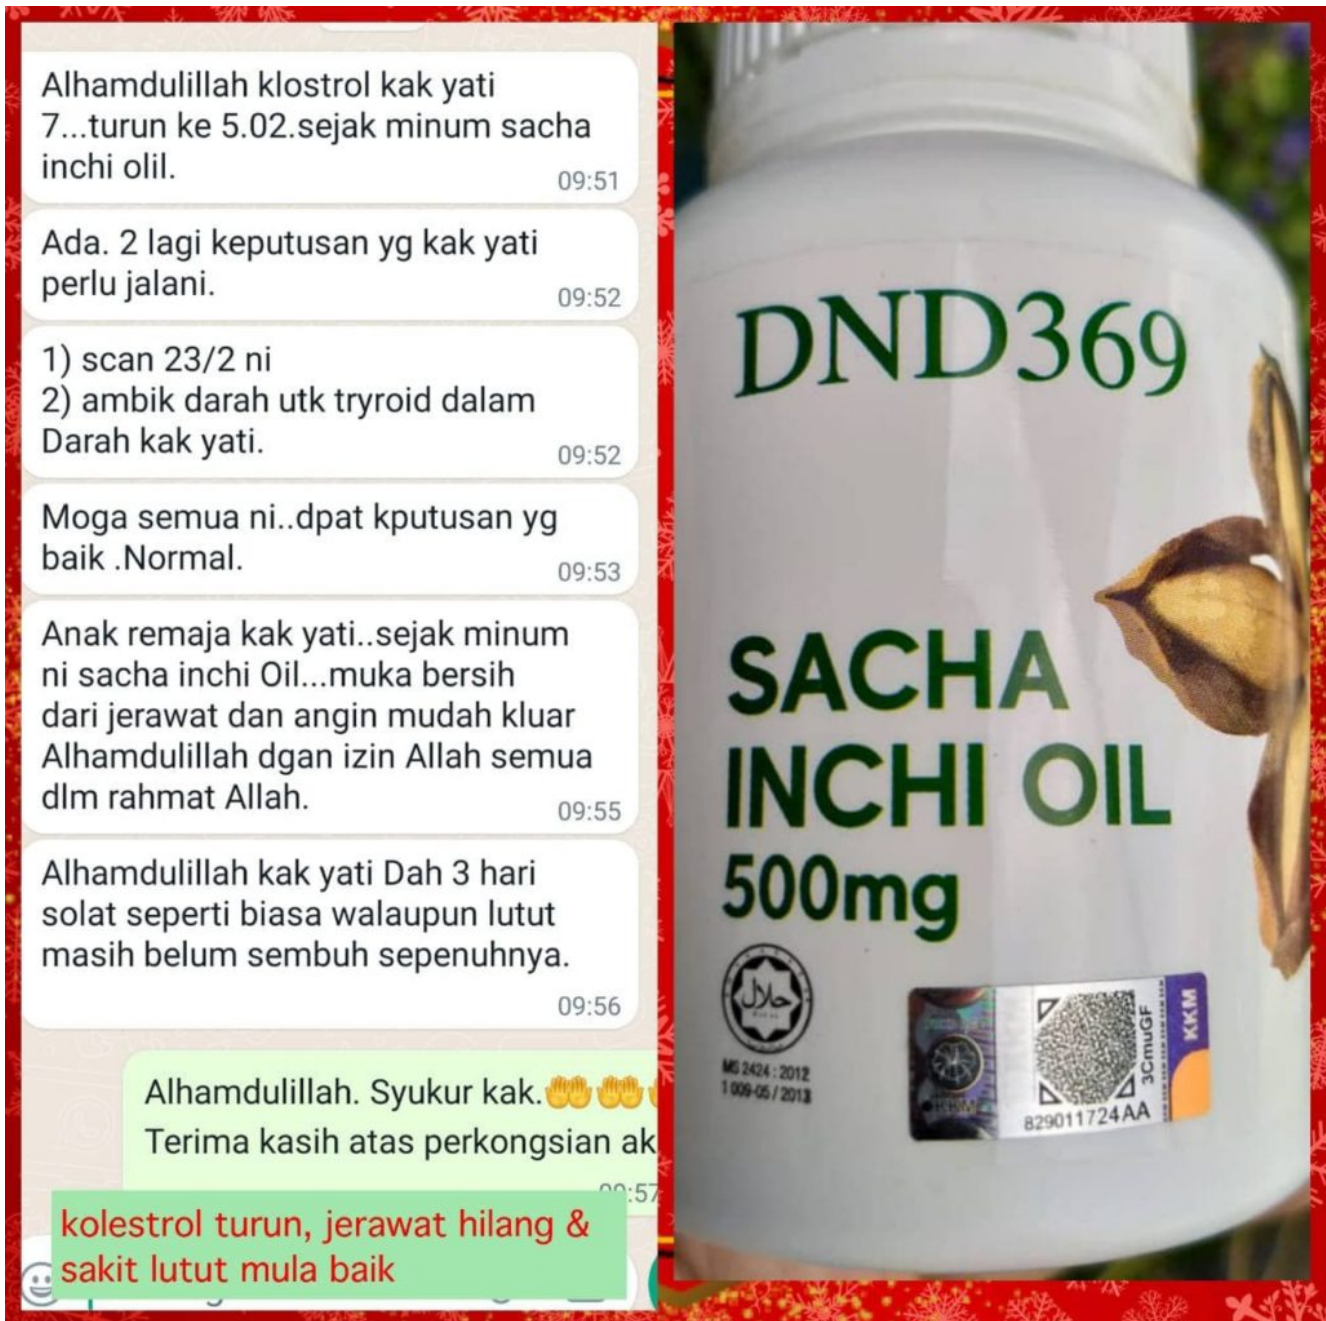 Alhamdulillah klostrol kak yati
7...turun ke 5.02.sejak minum sacha
inchi olil.
09:51
Ada. 2 lagi keputusan yg kak yati
perlu jalani.
09:52
1) scan 23/2 ni
2) ambik darah utk tryroid dalam
Darah kak yati.
09:52
Moga semua ni..dpat kputusan yg
baik .Normal.
09:53
Anak remaja kak yati..sejak minum
ni sacha inchi Oil...muka bersih
dari jerawat dan angin mudah kluar
Alhamdulillah dgan izin Allah semua
dlm rahmat Allah.
09:55
Alhamdulillah kak yati Dah 3 hari
solat seperti biasa walaupun lutut
masih belum sembuh sepenuhnya.
09:56
Alhamdulillah. Syukur kak.
Terima kasih atas perkongsian ak
09:57
kolestrol turun, jerawat hilang &
sakit lutut mula baik
DND369
SACHA
INCHI OIL
500mg
حلال
MS 2424 : 2012
1 009-05 / 2013
KKM
3CmuGF
KKM
829011724AA